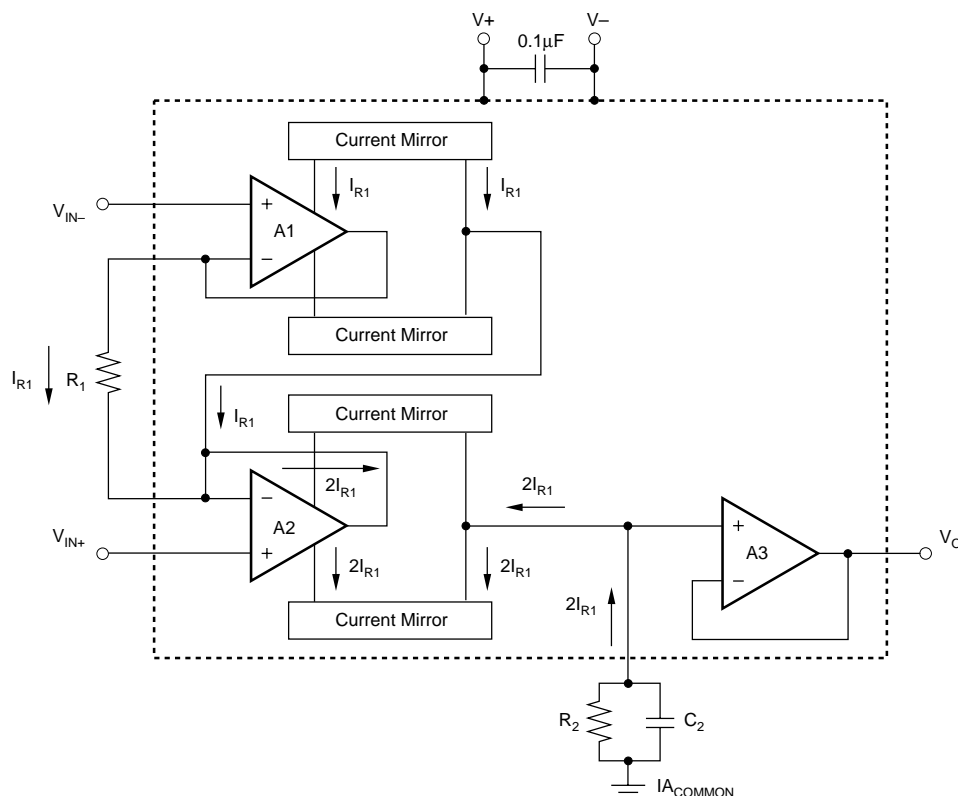 V+
V–
0.1µF
Current Mirror
I_R1
I_R1
V_IN–
+
A1
–
Current Mirror
I_R1
R_1
I_R1
Current Mirror
–
2I_R1
2I_R1
A2
V_IN+
+
2I_R1
2I_R1
Current Mirror
+
A3
–
V_O
2I_R1
R_2
C_2
IA_COMMON